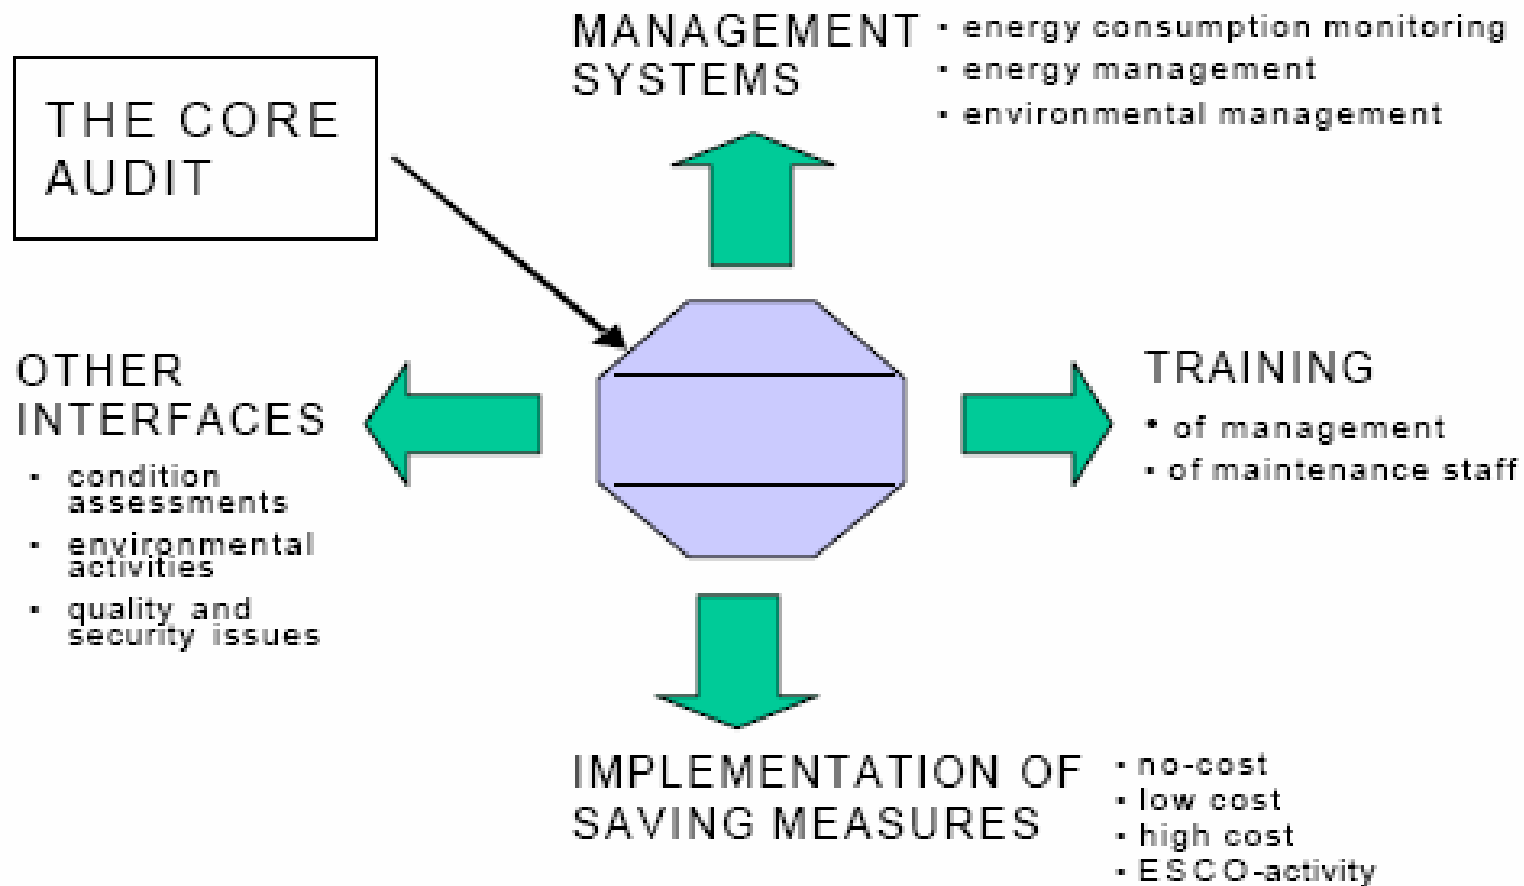 THE CORE
AUDIT
MANAGEMENT
SYSTEMS
• energy consumption monitoring
• energy management
• environmental management
OTHER
INTERFACES
• condition
assessments
• environmental
activities
• quality and
security issues
TRAINING
• of management
• of maintenance staff
IMPLEMENTATION OF
SAVING MEASURES
• no-cost
• low cost
• high cost
• ESCO-activity